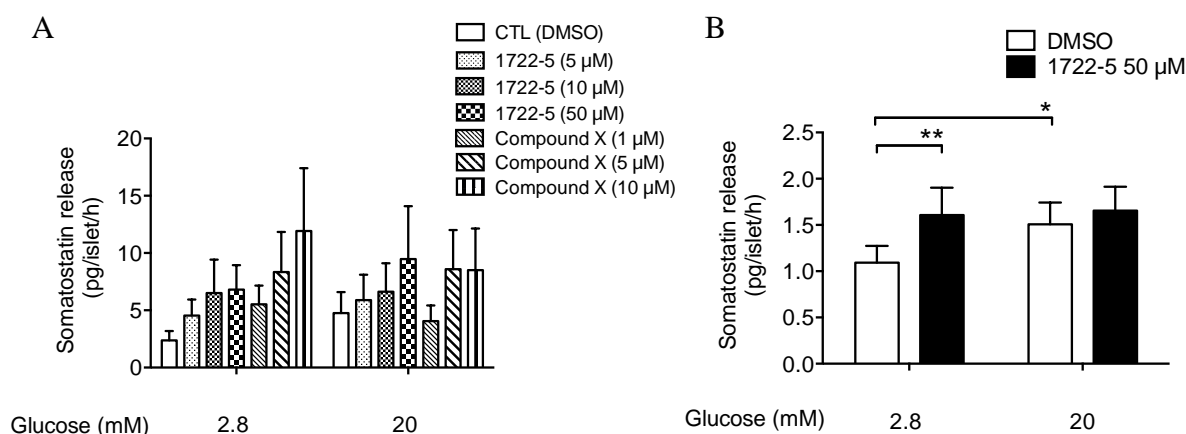 A
CTL (DMSO)
1722-5 (5 µM)
1722-5 (10 µM)
1722-5 (50 µM)
Compound X (1 µM)
Compound X (5 µM)
Compound X (10 µM)
Somatostatin release
(pg/islet/h)
20
15
10
5
0
Glucose (mM) 2.8 20
B
DMSO
1722-5 50 µM
*
**
Somatostatin release
(pg/islet/h)
2.5
2.0
1.5
1.0
0.5
0.0
Glucose (mM) 2.8 20